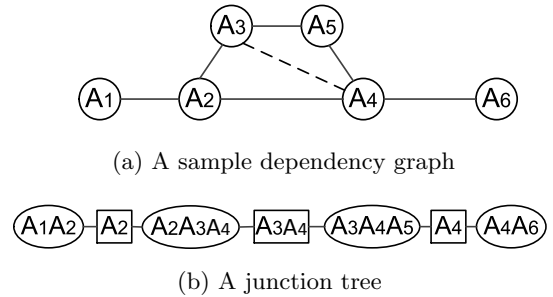 A3 A5
A1 A2 A4 A6
(a) A sample dependency graph
A1A2 A2 A2A3A4 A3A4 A3A4A5 A4 A4A6
(b) A junction tree